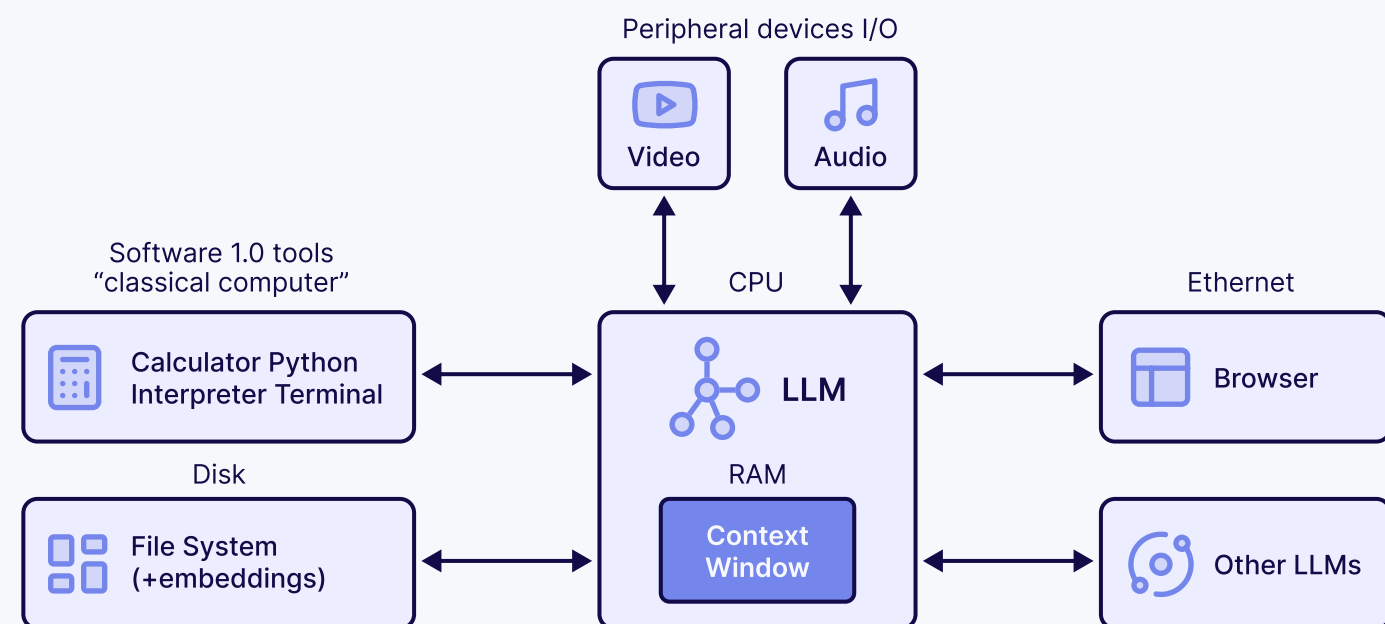 Peripheral devices I/O
Video
Audio
Software 1.0 tools
“classical computer”
CPU
Ethernet
Calculator Python
Interpreter Terminal
LLM
Browser
Disk
RAM
File System
(+embeddings)
Context
Window
Other LLMs